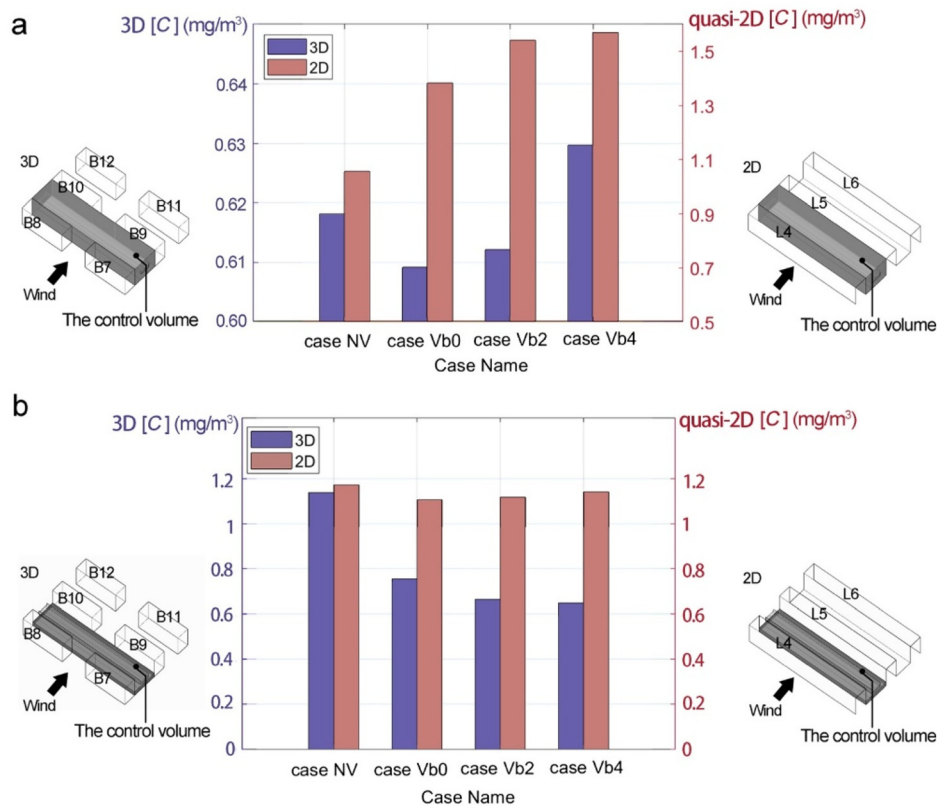 a
3D [C] (mg/m³)
quasi-2D [C] (mg/m³)
3D
2D
0.64
0.63
0.62
0.61
0.60
1.5
1.3
1.1
0.9
0.7
0.5
case NV
case Vb0
case Vb2
case Vb4
Case Name
3D
B12
B10
B11
B8
B9
B7
Wind
The control volume
2D
L6
L5
L4
Wind
The control volume
b
3D [C] (mg/m³)
quasi-2D [C] (mg/m³)
3D
2D
1.2
1
0.8
0.6
0.4
0.2
0
1.2
1
0.8
0.6
0.4
0.2
0
case NV
case Vb0
case Vb2
case Vb4
Case Name
3D
B12
B10
B11
B8
B9
B7
Wind
The control volume
2D
L6
L5
L4
Wind
The control volume